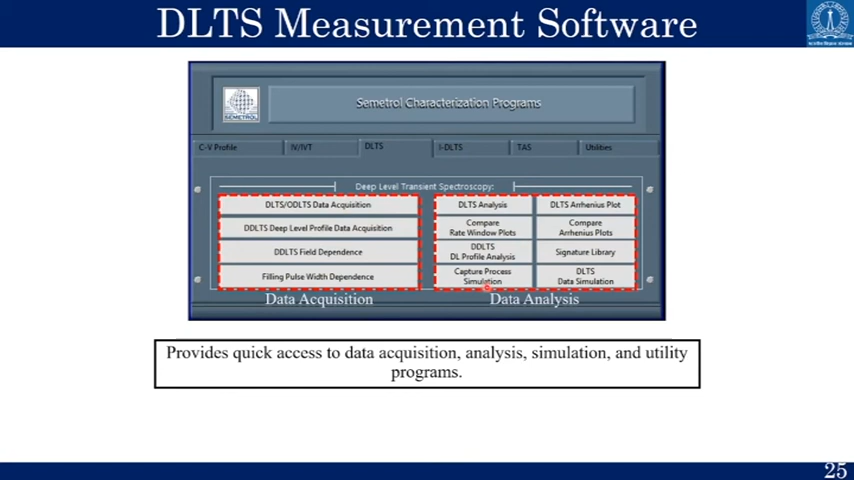 DLTS Measurement Software
SEMETROL
Semetrol Characterization Programs
C-V Profile
IV/IVT
DLTS
I-DLTS
TAS
Utilities
Deep Level Transient Spectroscopy:
DLTS/ODLTS Data Acquisition
DDLTS Deep Level Profile Data Acquisition
DDLTS Field Dependence
Filling Pulse Width Dependence
Data Acquisition
DLTS Analysis
DLTS Arrhenius Plot
Compare
Rate Window Plots
Compare
Arrhenius Plots
DDLTS
DL Profile Analysis
Signature Library
Capture Process
Simulation
DLTS
Data Simulation
Data Analysis
Provides quick access to data acquisition, analysis, simulation, and utility
programs.
25